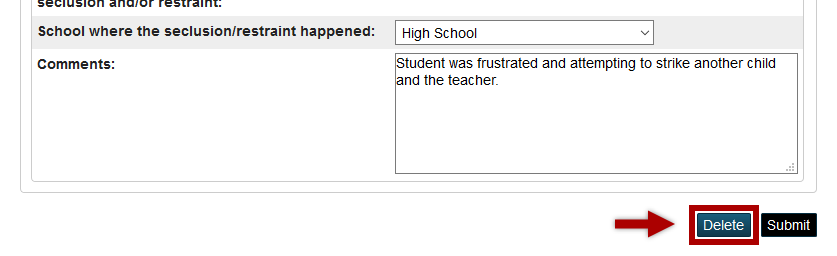 seclusion and/or restraint:
School where the seclusion/restraint happened: High School
Comments: Student was frustrated and attempting to strike another child
and the teacher.
Delete Submit